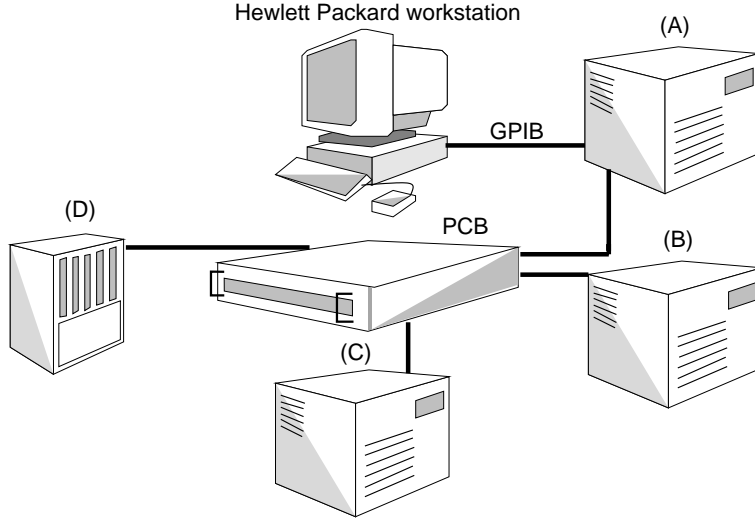 Hewlett Packard workstation
(A)
GPIB
(D)
PCB
(B)
(C)